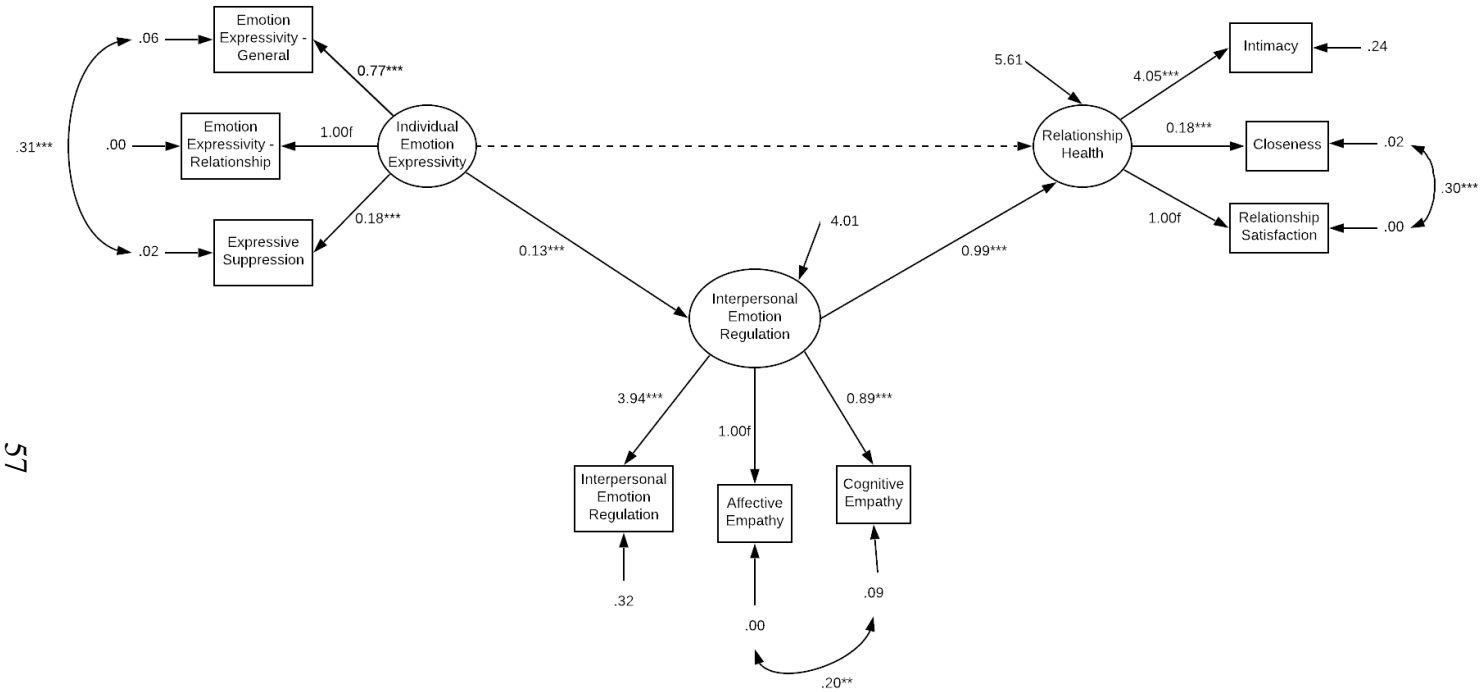 Emotion
Expressivity -
General
.06
0.77***
Emotion
Expressivity -
Relationship
.00
1.00f
.31***
Expressive
Suppression
.02
0.18***
Individual
Emotion
Expressivity
0.13***
4.01
Interpersonal
Emotion
Regulation
0.99***
5.61
Relationship
Health
4.05***
Intimacy
.24
0.18***
Closeness
.02
.30***
1.00f
Relationship
Satisfaction
.00
3.94***
1.00f
0.89***
Interpersonal
Emotion
Regulation
.32
Affective
Empathy
.00
Cognitive
Empathy
.09
.20**
57